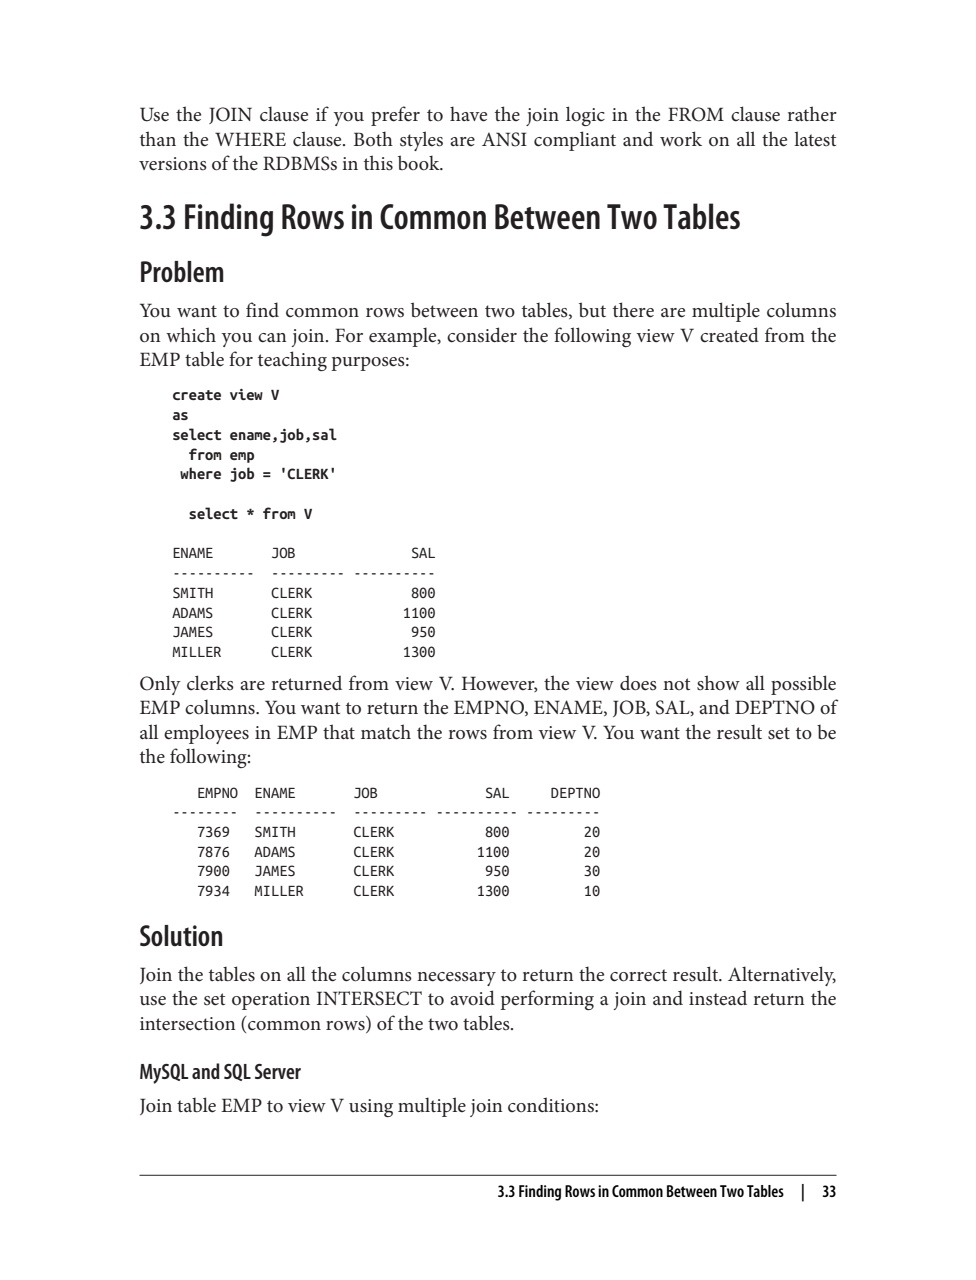 Use the JOIN clause if you prefer to have the join logic in the FROM clause rather
than the WHERE clause. Both styles are ANSI compliant and work on all the latest
versions of the RDBMSs in this book.
3.3 Finding Rows in Common Between Two Tables
Problem
You want to find common rows between two tables, but there are multiple columns
on which you can join. For example, consider the following view V created from the
EMP table for teaching purposes:
create view V
as
select ename,job,sal
  from emp
 where job = 'CLERK'
  select * from V
ENAME       JOB              SAL
----------  --------- ----------
SMITH       CLERK            800
ADAMS       CLERK           1100
JAMES       CLERK            950
MILLER      CLERK           1300
Only clerks are returned from view V. However, the view does not show all possible
EMP columns. You want to return the EMPNO, ENAME, JOB, SAL, and DEPTNO of
all employees in EMP that match the rows from view V. You want the result set to be
the following:
   EMPNO  ENAME       JOB             SAL     DEPTNO
--------  ----------  --------- ---------- ---------
   7369   SMITH       CLERK           800         20
   7876   ADAMS       CLERK          1100         20
   7900   JAMES       CLERK           950         30
   7934   MILLER      CLERK          1300         10
Solution
Join the tables on all the columns necessary to return the correct result. Alternatively,
use the set operation INTERSECT to avoid performing a join and instead return the
intersection (common rows) of the two tables.
MySQL and SQL Server
Join table EMP to view V using multiple join conditions:
3.3 Finding Rows in Common Between Two Tables | 33